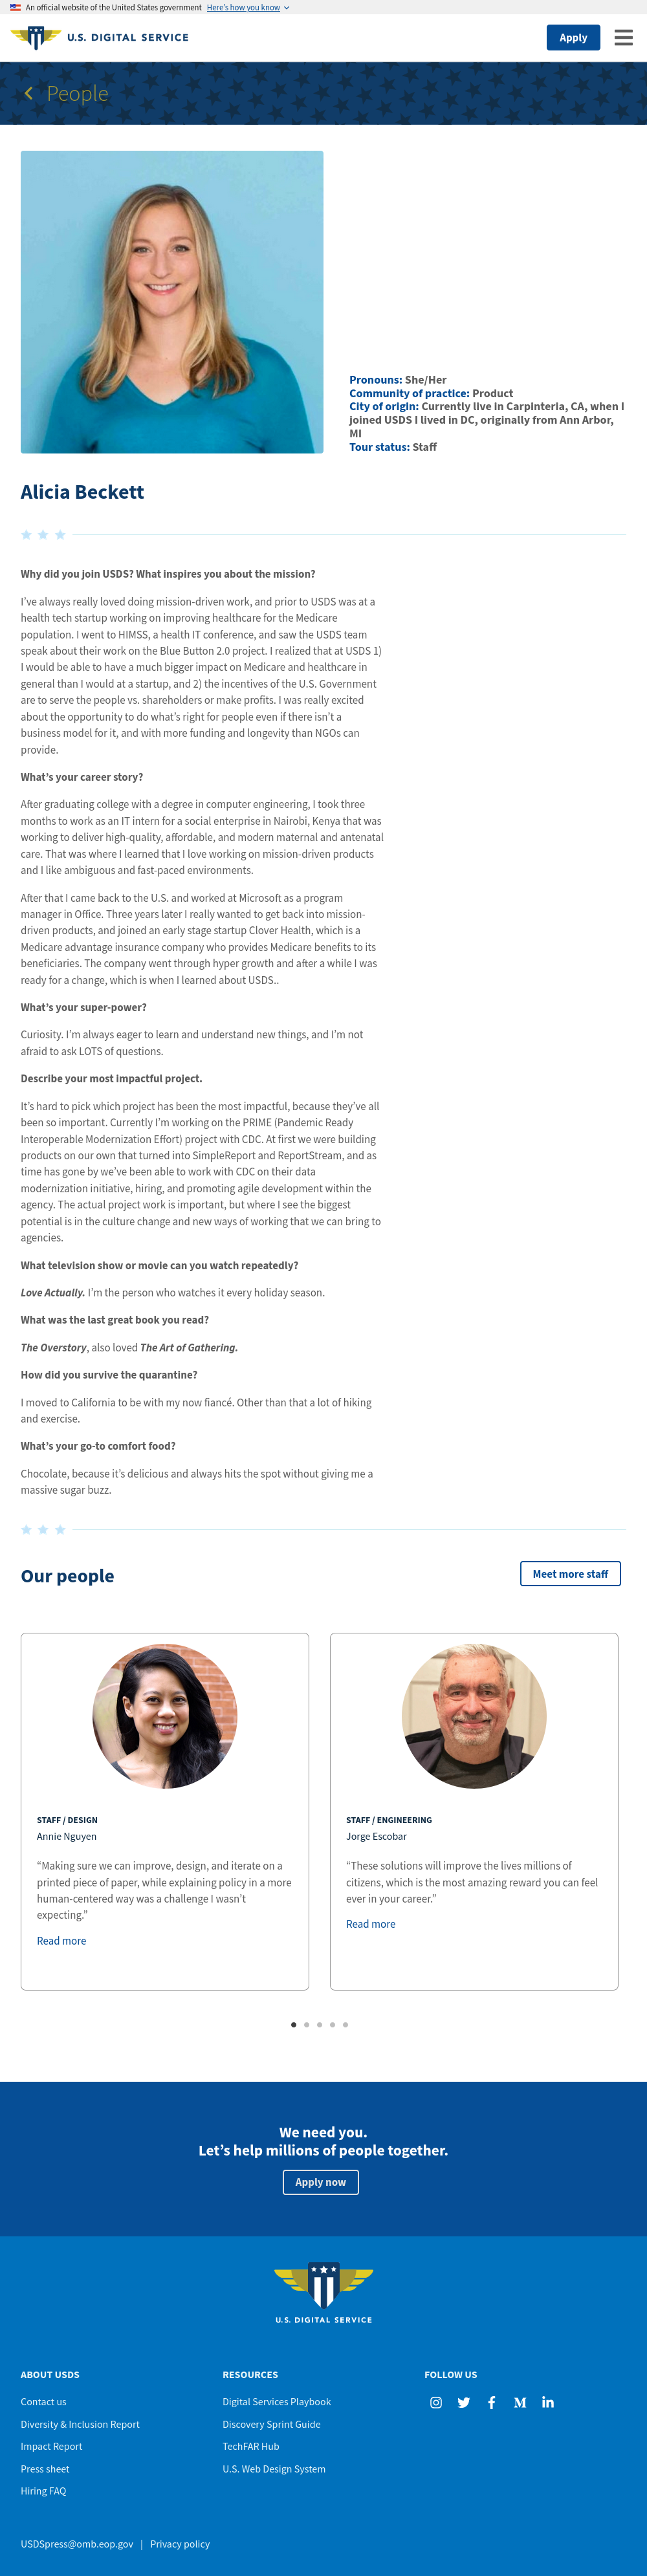 An official website of the United States government Here's how you know
U.S. DIGITAL SERVICE
Apply
People
Pronouns: She/Her
Community of practice: Product
City of origin: Currently live in Carpinteria, CA, when I
joined USDS I lived in DC, originally from Ann Arbor,
MI
Tour status: Staff
Alicia Beckett
Why did you join USDS? What inspires you about the mission?
I've always really loved doing mission-driven work, and prior to USDS was at a
health tech startup working on improving healthcare for the Medicare
population. I went to HIMSS, a health IT conference, and saw the USDS team
speak about their work on the Blue Button 2.0 project. I realized that at USDS 1)
I would be able to have a much bigger impact on Medicare and healthcare in
general than I would at a startup, and 2) the incentives of the U.S. Government
are to serve the people vs. shareholders or make profits. I was really excited
about the opportunity to do what's right for people even if there isn't a
business model for it, and with more funding and longevity than NGOs can
provide.
What's your career story?
After graduating college with a degree in computer engineering, I took three
months to work as an IT intern for a social enterprise in Nairobi, Kenya that was
working to deliver high-quality, affordable, and modern maternal and antenatal
care. That was where I learned that I love working on mission-driven products
and I like ambiguous and fast-paced environments.
After that I came back to the U.S. and worked at Microsoft as a program
manager in Office. Three years later I really wanted to get back into mission-
driven products, and joined an early stage startup Clover Health, which is a
Medicare advantage insurance company who provides Medicare benefits to its
beneficiaries. The company went through hyper growth and after a while I was
ready for a change, which is when I learned about USDS..
What's your super-power?
Curiosity. I'm always eager to learn and understand new things, and I'm not
afraid to ask LOTS of questions.
Describe your most impactful project.
It's hard to pick which project has been the most impactful, because they've all
been so important. Currently I'm working on the PRIME (Pandemic Ready
Interoperable Modernization Effort) project with CDC. At first we were building
products on our own that turned into SimpleReport and ReportStream, and as
time has gone by we've been able to work with CDC on their data
modernization initiative, hiring, and promoting agile development within the
agency. The actual project work is important, but where I see the biggest
potential is in the culture change and new ways of working that we can bring to
agencies.
What television show or movie can you watch repeatedly?
Love Actually. I'm the person who watches it every holiday season.
What was the last great book you read?
The Overstory, also loved The Art of Gathering.
How did you survive the quarantine?
I moved to California to be with my now fiancé. Other than that a lot of hiking
and exercise.
What's your go-to comfort food?
Chocolate, because it's delicious and always hits the spot without giving me a
massive sugar buzz.
Our people
Meet more staff
STAFF / DESIGN
Annie Nguyen
“Making sure we can improve, design, and iterate on a
printed piece of paper, while explaining policy in a more
human-centered way was a challenge I wasn't
expecting.”
Read more
STAFF / ENGINEERING
Jorge Escobar
“These solutions will improve the lives millions of
citizens, which is the most amazing reward you can feel
ever in your career.”
Read more
We need you.
Let's help millions of people together.
Apply now
U.S. DIGITAL SERVICE
ABOUT USDS
Contact us
Diversity & Inclusion Report
Impact Report
Press sheet
Hiring FAQ
RESOURCES
Digital Services Playbook
Discovery Sprint Guide
TechFAR Hub
U.S. Web Design System
FOLLOW US
USDSpress@omb.eop.gov | Privacy policy